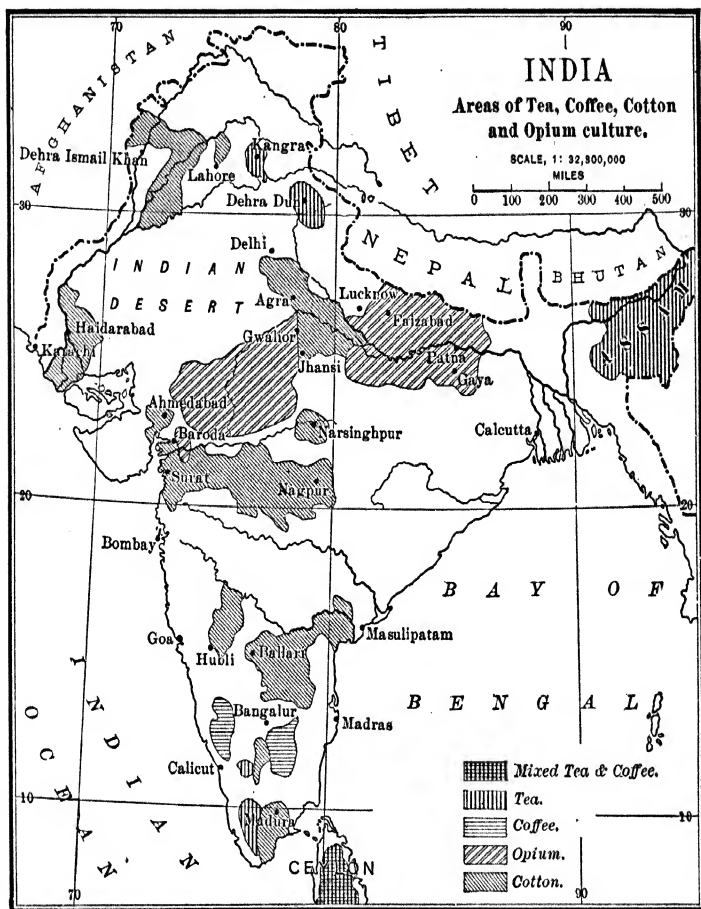 70
80
90
INDIA
Areas of Tea, Coffee, Cotton
and Opium culture.
SCALE, 1: 32,800,000
MILES
0 100 200 300 400 500
AFGHANISTAN
TIBET
Dehra Ismail Khan
Kangra
Lahore
30
30
Dehra Dun
NEPAL
BHUTAN
Delhi
INDIAN
DESERT
Lucknow
Agra
Faizabad
Haidarabad
Gwalior
ASSAM
Karachi
Jhansi
Patna
Gaya
Ahmedabad
Narsinghpur
Calcutta
Baroda
Surat
Nagpur
20
20
Bombay
BAY OF
Goa
Masulipatam
Hubli
Ballari
BENGAL
Bangalur
Madras
INDIAN
OCEAN
Calicut
Mixed Tea & Coffee.
Tea.
10
10
Coffee.
Madura
Opium.
CEYLON
Cotton.
70
90